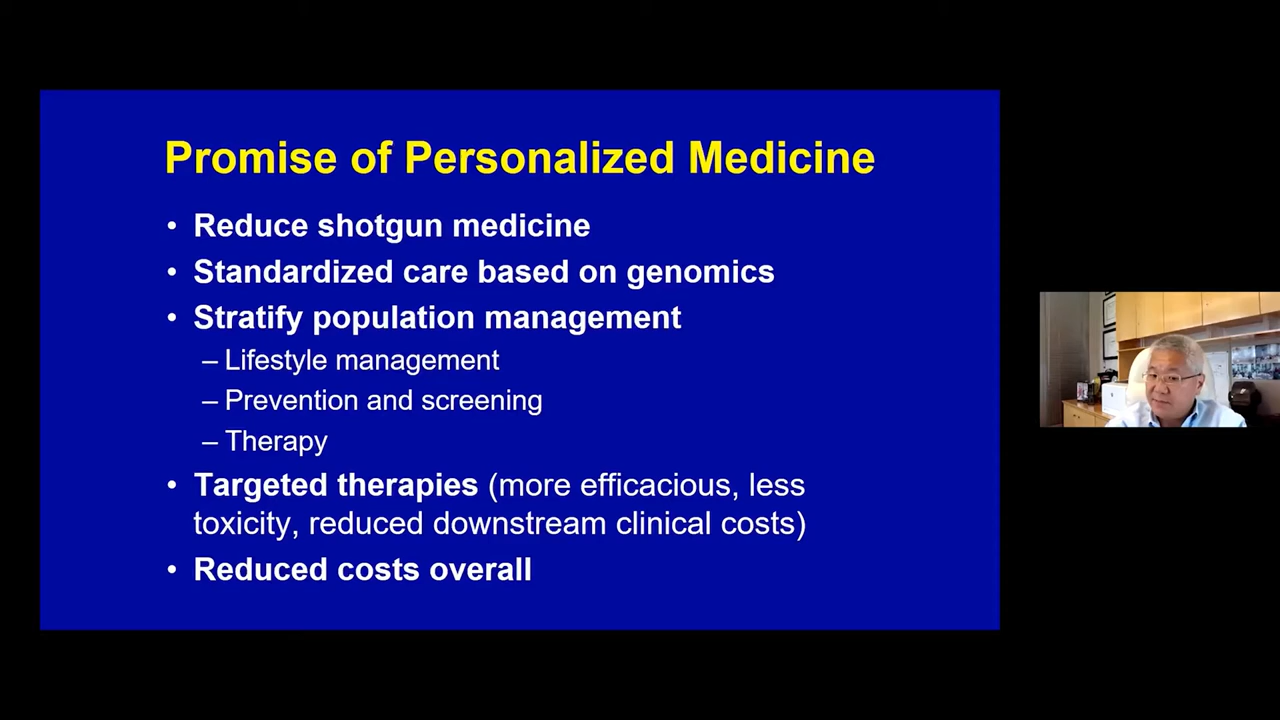 Promise of Personalized Medicine
• Reduce shotgun medicine
• Standardized care based on genomics
• Stratify population management
– Lifestyle management
– Prevention and screening
– Therapy
• Targeted therapies (more efficacious, less
toxicity, reduced downstream clinical costs)
• Reduced costs overall